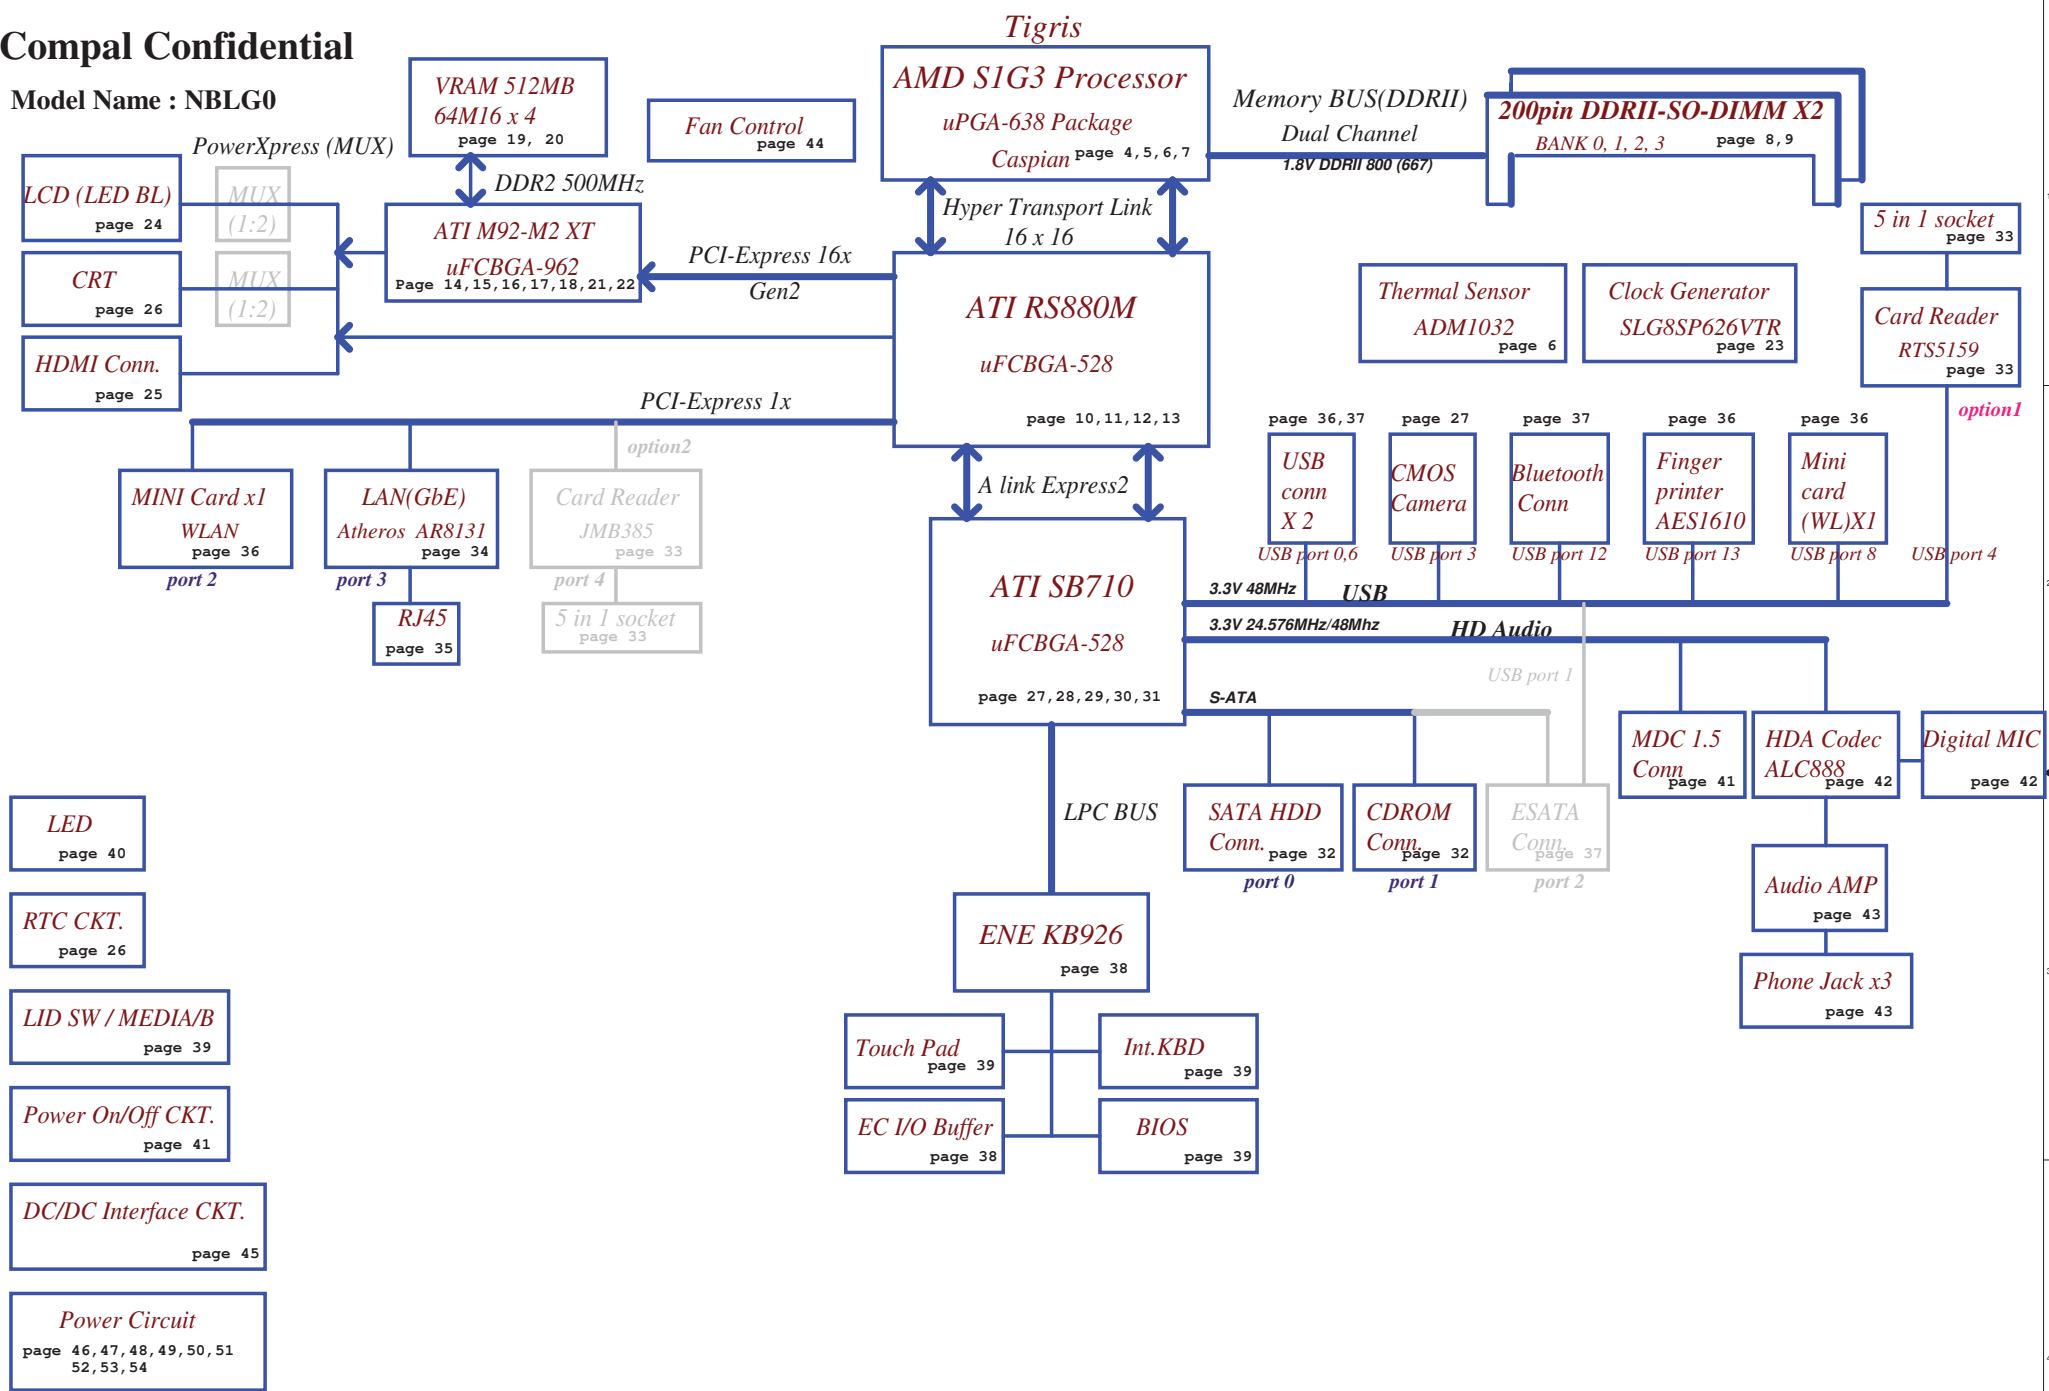 Compal Confidential
Model Name : NBLG0
Tigris
AMD S1G3 Processor
uPGA-638 Package
Caspian
page 4,5,6,7
VRAM 512MB
64M16 x 4
page 19, 20
Fan Control
page 44
Memory BUS(DDRII)
Dual Channel
1.8V DDRII 800 (667)
200pin DDRII-SO-DIMM X2
BANK 0, 1, 2, 3
page 8,9
PowerXpress (MUX)
LCD (LED BL)
page 24
MUX
(1:2)
DDR2 500MHz
ATI M92-M2 XT
uFCBGA-962
Page 14,15,16,17,18,21,22
Hyper Transport Link
16 x 16
PCI-Express 16x
Gen2
CRT
page 26
MUX
(1:2)
HDMI Conn.
page 25
ATI RS880M
uFCBGA-528
page 10,11,12,13
Thermal Sensor
ADM1032
page 6
Clock Generator
SLG8SP626VTR
page 23
5 in 1 socket
page 33
Card Reader
RTS5159
page 33
option1
PCI-Express 1x
option2
MINI Card x1
WLAN
page 36
port 2
LAN(GbE)
Atheros AR8131
page 34
port 3
Card Reader
JMB385
page 33
port 4
RJ45
page 35
5 in 1 socket
page 33
A link Express2
page 36,37
USB
conn
X 2
USB port 0,6
page 27
CMOS
Camera
USB port 3
page 37
Bluetooth
Conn
USB port 12
page 36
Finger
printer
AES1610
USB port 13
page 36
Mini
card
(WL)X1
USB port 8
USB port 4
ATI SB710
uFCBGA-528
page 27,28,29,30,31
3.3V 48MHz
USB
3.3V 24.576MHz/48Mhz
HD Audio
USB port 1
S-ATA
MDC 1.5
Conn
page 41
HDA Codec
ALC888
page 42
Digital MIC
page 42
LPC BUS
SATA HDD
Conn.
page 32
port 0
CDROM
Conn.
page 32
port 1
ESATA
Conn.
page 37
port 2
Audio AMP
page 43
Phone Jack x3
page 43
ENE KB926
page 38
Touch Pad
page 39
Int.KBD
page 39
EC I/O Buffer
page 38
BIOS
page 39
LED
page 40
RTC CKT.
page 26
LID SW / MEDIA/B
page 39
Power On/Off CKT.
page 41
DC/DC Interface CKT.
page 45
Power Circuit
page 46,47,48,49,50,51
52,53,54